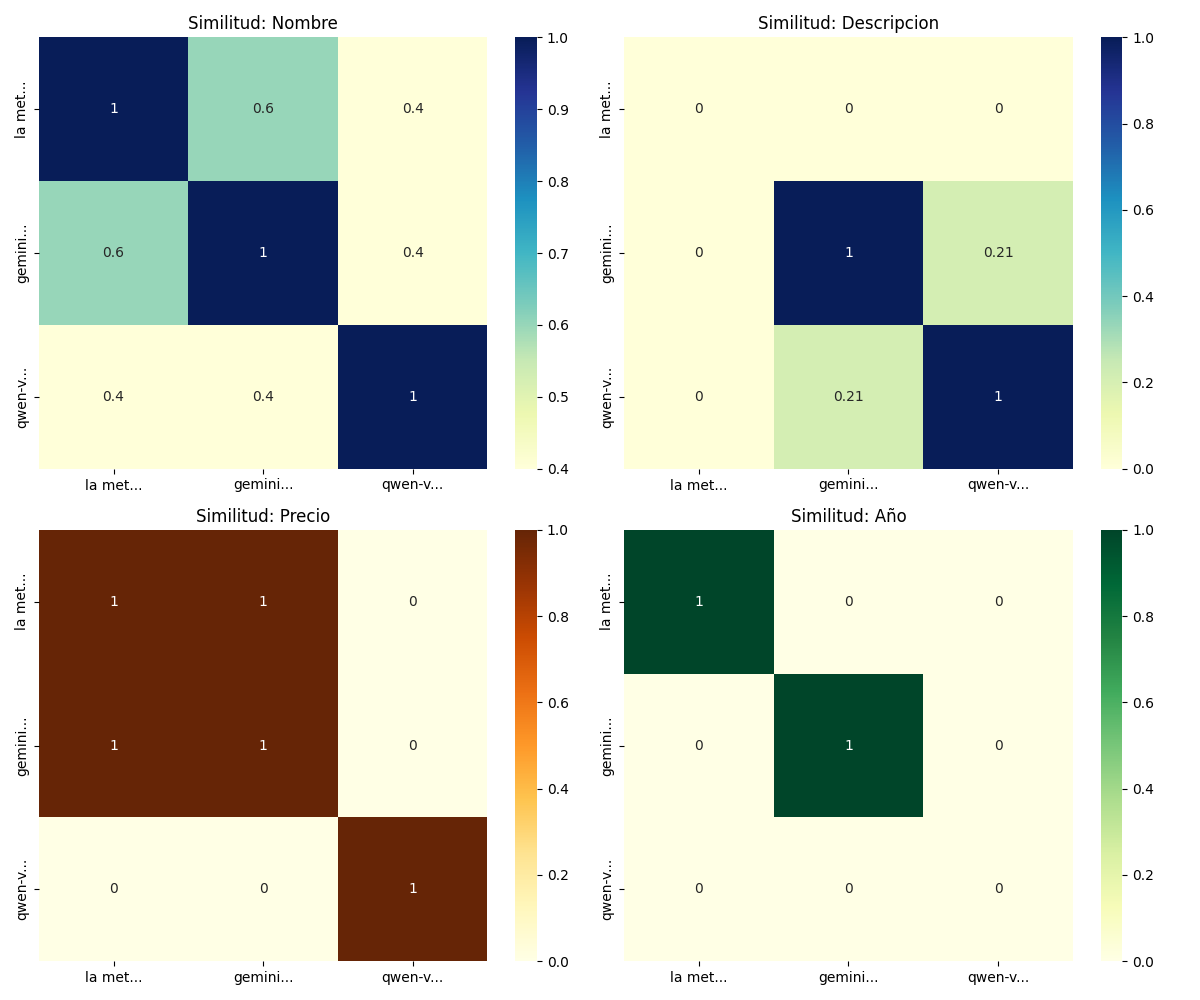 Similitud: Nombre
la met...
gemini...
qwen-v...
1 0.6 0.4
0.6 1 0.4
0.4 0.4 1
la met... gemini... qwen-v...
1.0
0.9
0.8
0.7
0.6
0.5
0.4
Similitud: Descripcion
la met...
gemini...
qwen-v...
0 0 0
0 1 0.21
0 0.21 1
la met... gemini... qwen-v...
1.0
0.8
0.6
0.4
0.2
0.0
Similitud: Precio
la met...
gemini...
qwen-v...
1 1 0
1 1 0
0 0 1
la met... gemini... qwen-v...
1.0
0.8
0.6
0.4
0.2
0.0
Similitud: Año
la met...
gemini...
qwen-v...
1 0 0
0 1 0
0 0 0
la met... gemini... qwen-v...
1.0
0.8
0.6
0.4
0.2
0.0